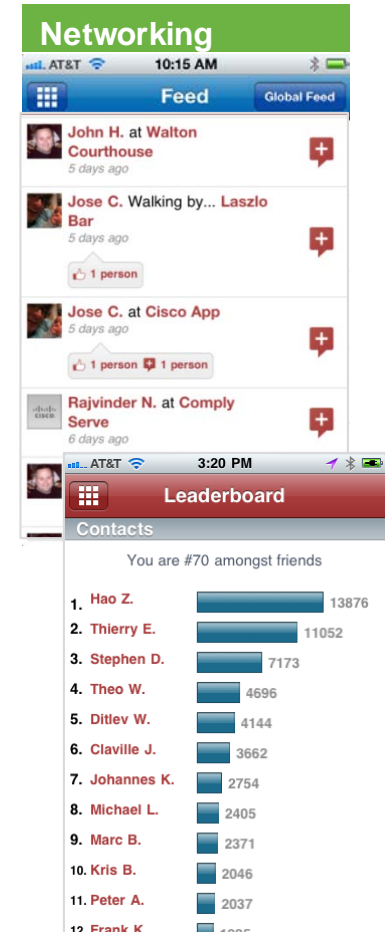 Networking
AT&T 10:15 AM
Feed
Global Feed
John H. at Walton
Courthouse
5 days ago
Jose C. Walking by... Laszlo
Bar
5 days ago
1 person
Jose C. at Cisco App
5 days ago
1 person 1 person
CISCO
Rajvinder N. at Comply
Serve
6 days ago
AT&T 3:20 PM
Leaderboard
Contacts
You are #70 amongst friends
1. Hao Z. 13876
2. Thierry E. 11052
3. Stephen D. 7173
4. Theo W. 4696
5. Ditlev W. 4144
6. Claville J. 3662
7. Johannes K. 2754
8. Michael L. 2405
9. Marc B. 2371
10. Kris B. 2046
11. Peter A. 2037
12 Frank K